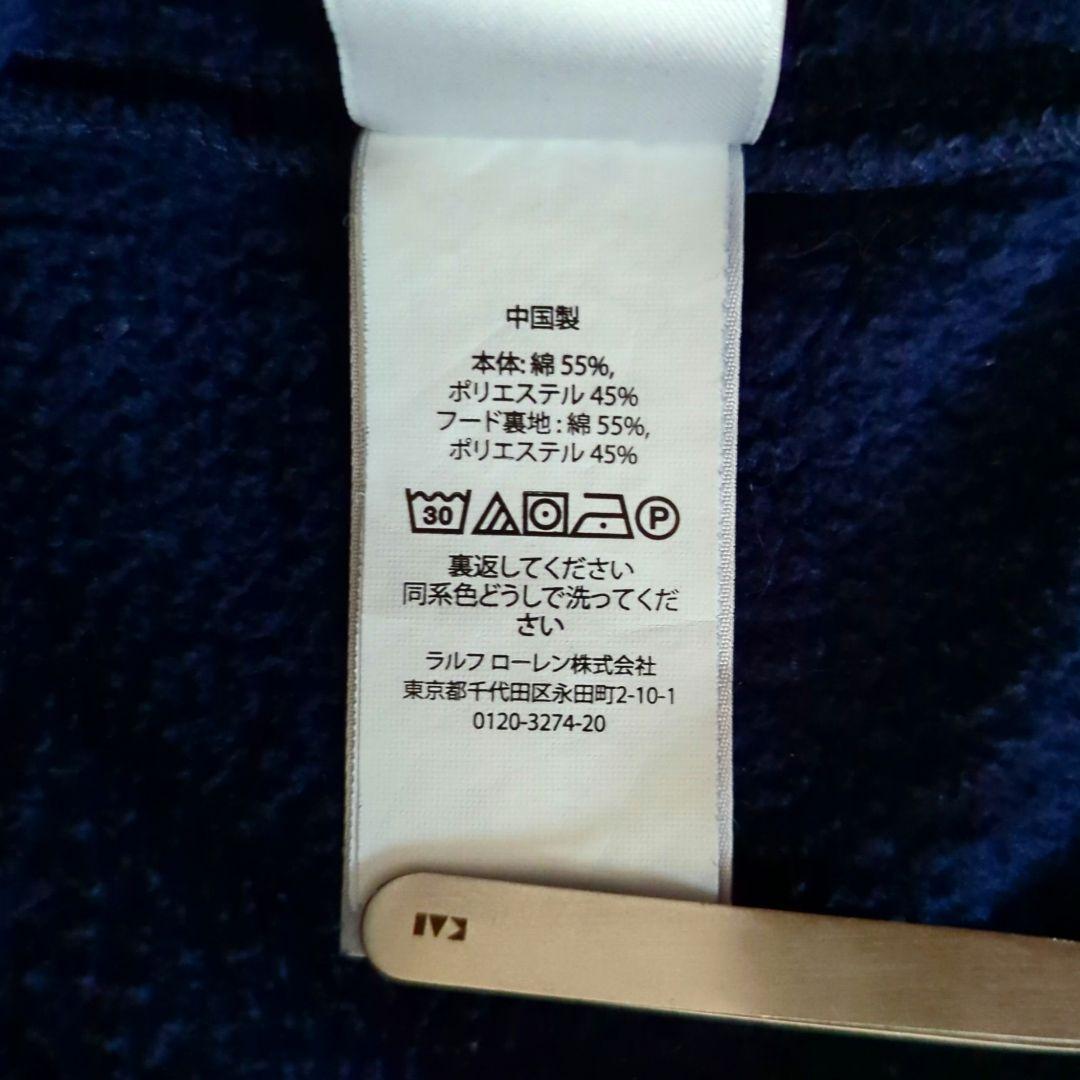 中国製
本体: 綿 55%,
ポリエステル 45%
フード裏地 : 綿 55%,
ポリエステル 45%
30 P
裏返してください
同系色どうしで洗ってくだ
さい
ラルフ ローレン株式会社
東京都千代田区永田町2-10-1
0120-3274-20
KAI